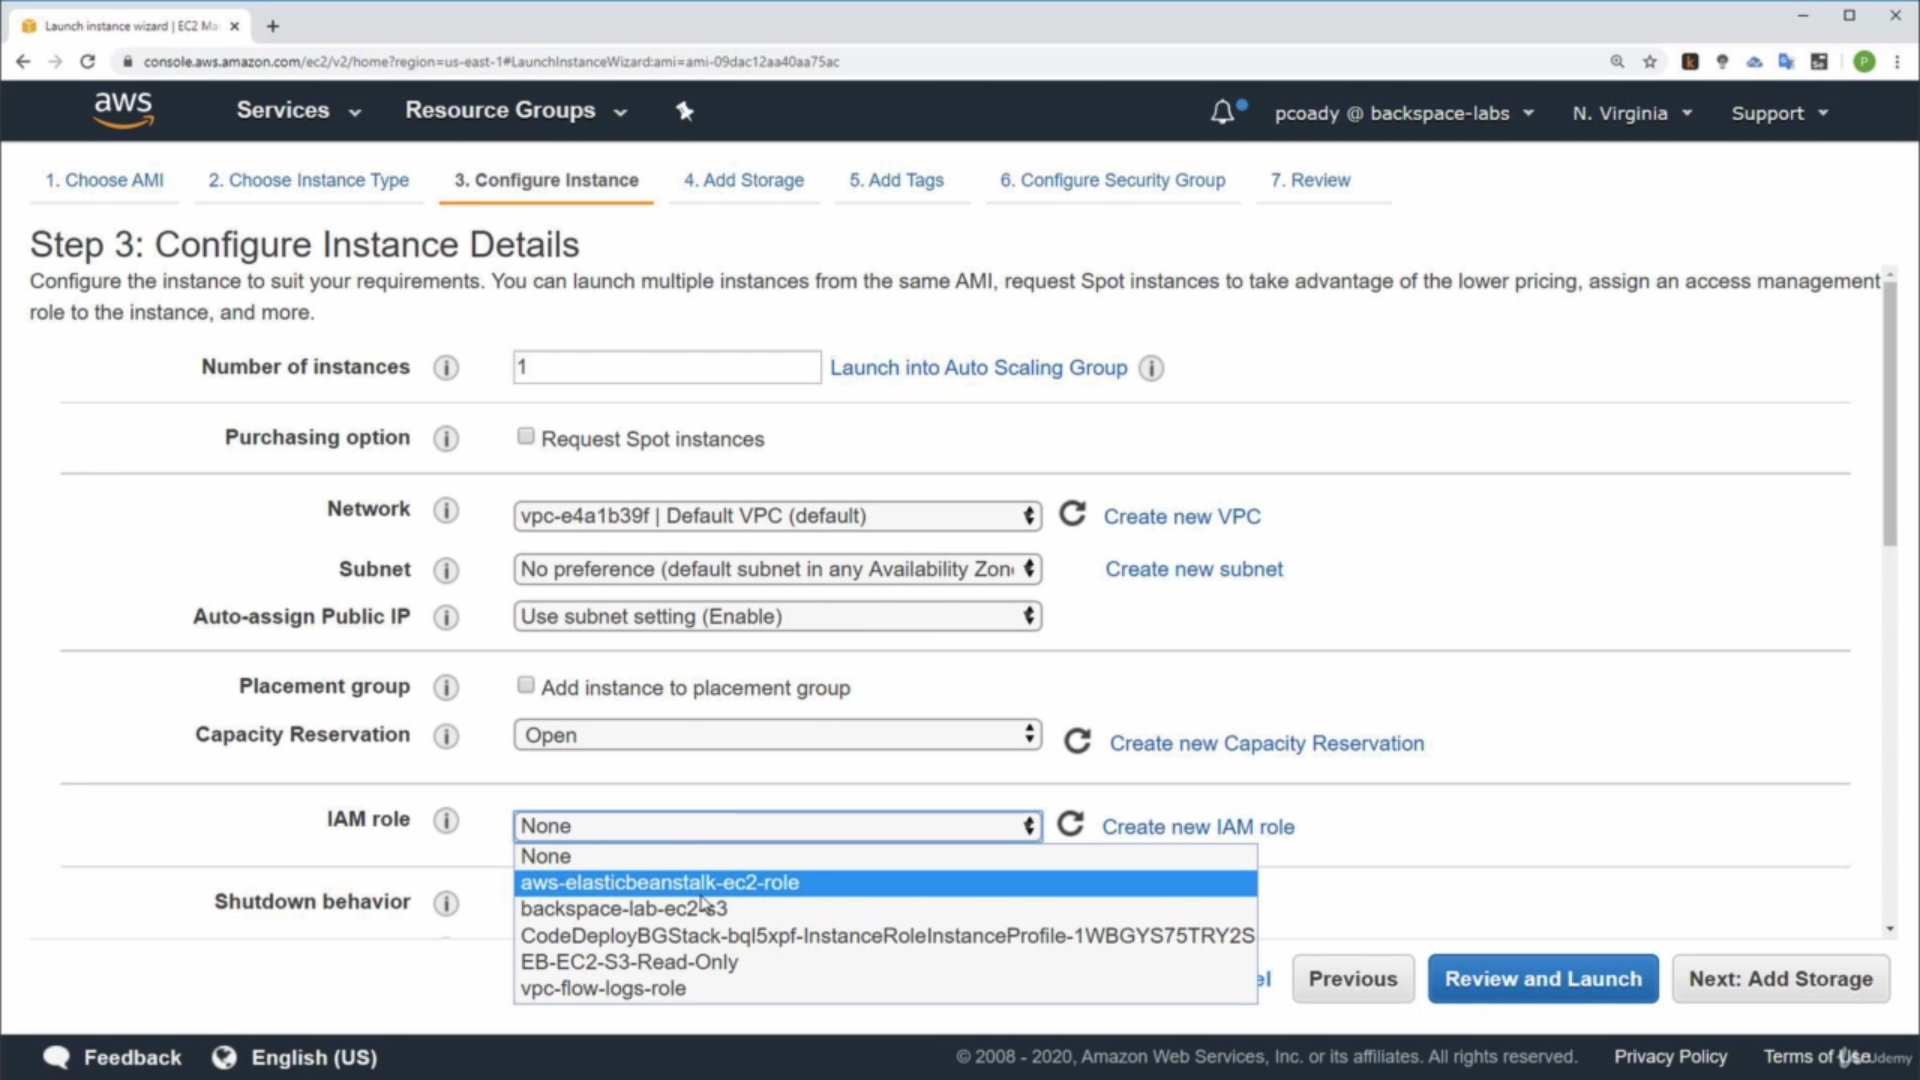 Launch instance wizard | EC2 Ma
console.aws.amazon.com/ec2/v2/home?region=us-east-1#LaunchInstanceWizard:ami=ami-09dac12aa40aa75ac
aws
Services
Resource Groups
pcoady @ backspace-labs
N. Virginia
Support
1. Choose AMI
2. Choose Instance Type
3. Configure Instance
4. Add Storage
5. Add Tags
6. Configure Security Group
7. Review
Step 3: Configure Instance Details
Configure the instance to suit your requirements. You can launch multiple instances from the same AMI, request Spot instances to take advantage of the lower pricing, assign an access management
role to the instance, and more.
Number of instances
1
Launch into Auto Scaling Group
Purchasing option
Request Spot instances
Network
vpc-e4a1b39f | Default VPC (default)
Create new VPC
Subnet
No preference (default subnet in any Availability Zon
Create new subnet
Auto-assign Public IP
Use subnet setting (Enable)
Placement group
Add instance to placement group
Capacity Reservation
Open
Create new Capacity Reservation
IAM role
None
Create new IAM role
None
aws-elasticbeanstalk-ec2-role
backspace-lab-ec2-s3
CodeDeployBGStack-bql5xpf-InstanceRoleInstanceProfile-1WBGYS75TRY2S
Shutdown behavior
EB-EC2-S3-Read-Only
vpc-flow-logs-role
el
Previous
Review and Launch
Next: Add Storage
Feedback
English (US)
© 2008 - 2020, Amazon Web Services, Inc. or its affiliates. All rights reserved.
Privacy Policy
Terms of Use
Udemy